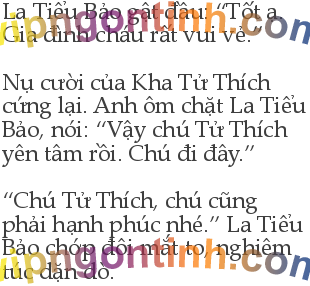 La Tiểu Bảo gật đầu: “Tốt ạ.
Gia đình cháu rất vui vẻ.”
Nụ cười của Kha Tử Thích
cứng lại. Anh ôm chặt La Tiểu
Bảo, nói: “Vậy chú Tử Thích
yên tâm rồi. Chú đi đây.”
“Chú Tử Thích, chú cũng
phải hạnh phúc nhé.” La Tiểu
Bảo chớp đôi mắt to, nghiêm
túc dặn dò.